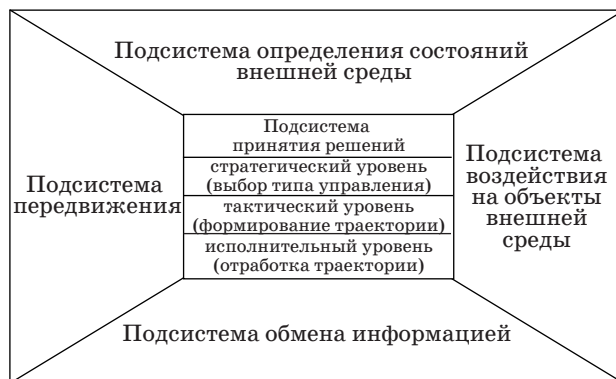 Подсистема определения состояний
внешней среды
Подсистема
передвижения
Подсистема
принятия решений
стратегический уровень
(выбор типа управления)
тактический уровень
(формирование траектории)
исполнительный уровень
(отработка траектории)
Подсистема
воздействия
на объекты
внешней
среды
Подсистема обмена информацией